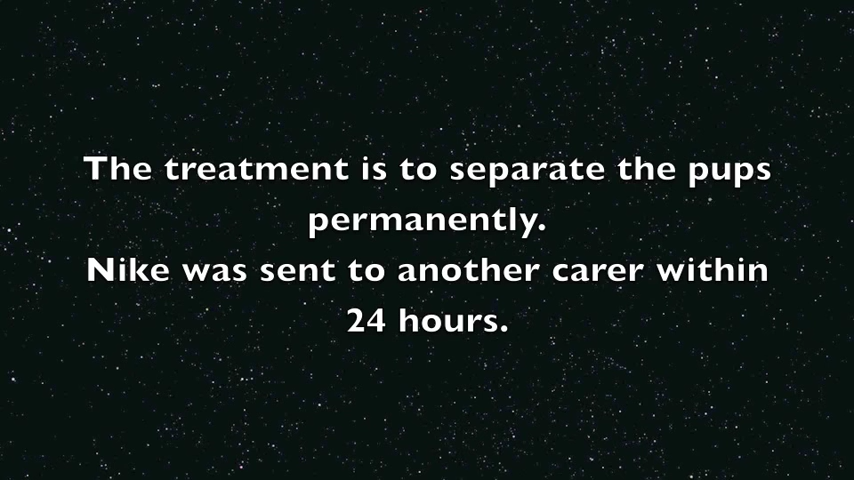 The treatment is to separate the pups
permanently.
Nike was sent to another carer within
24 hours.